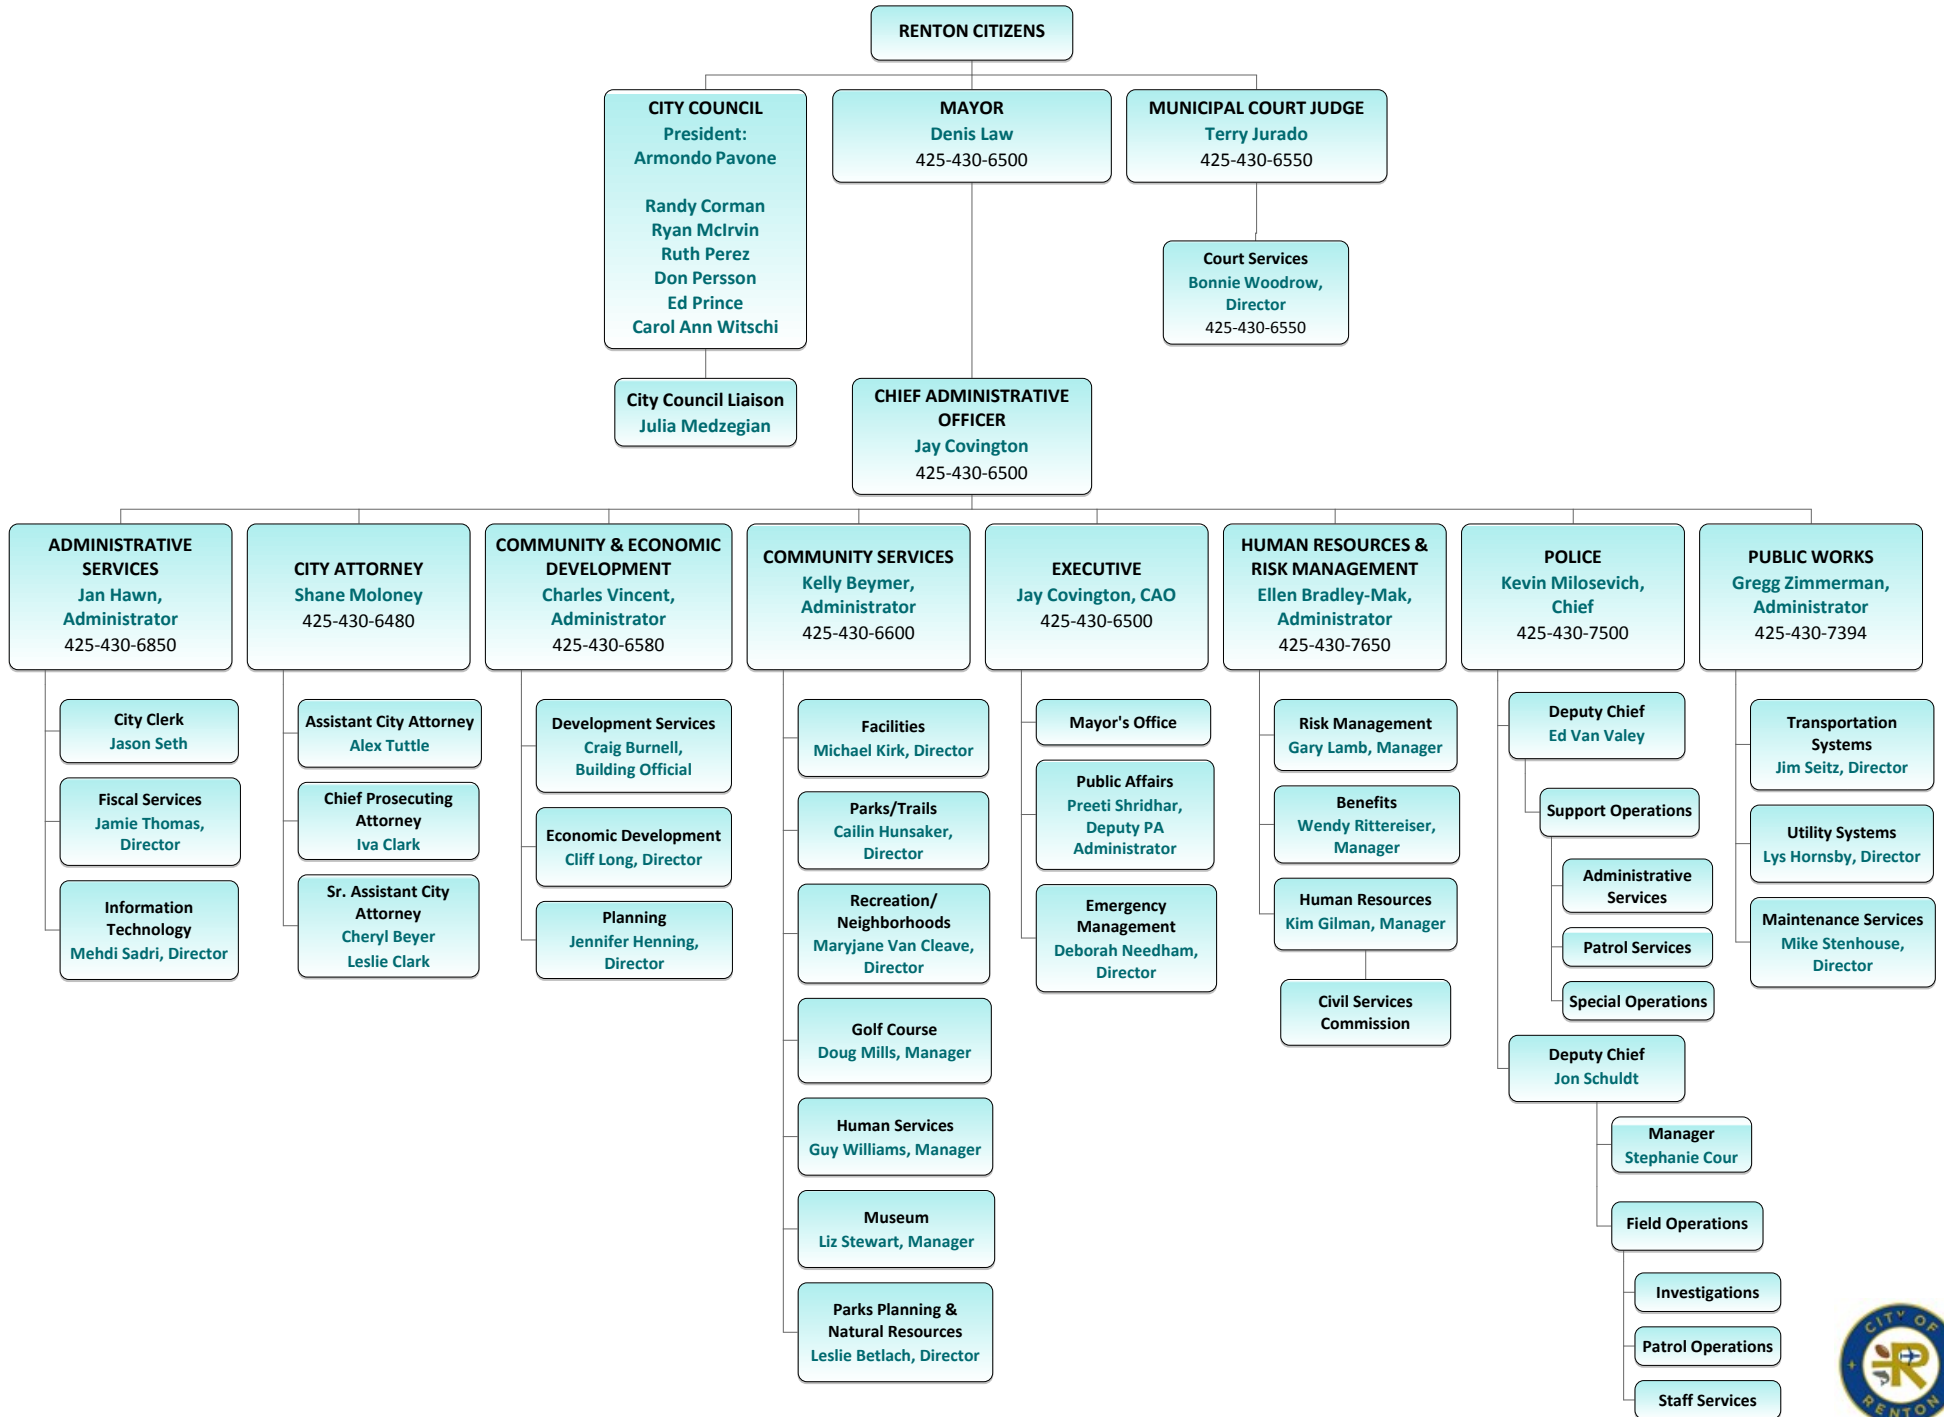 RENTON CITIZENS
CITY COUNCIL
President:
Armondo Pavone
Randy Corman
Ryan McIrvin
Ruth Perez
Don Persson
Ed Prince
Carol Ann Witschi
MAYOR
Denis Law
425-430-6500
MUNICIPAL COURT JUDGE
Terry Jurado
425-430-6550
Court Services
Bonnie Woodrow,
Director
425-430-6550
City Council Liaison
Julia Medzegian
CHIEF ADMINISTRATIVE
OFFICER
Jay Covington
425-430-6500
ADMINISTRATIVE
SERVICES
Jan Hawn,
Administrator
425-430-6850
City Clerk
Jason Seth
Fiscal Services
Jamie Thomas,
Director
Information
Technology
Mehdi Sadri, Director
CITY ATTORNEY
Shane Moloney
425-430-6480
Assistant City Attorney
Alex Tuttle
Chief Prosecuting
Attorney
Iva Clark
Sr. Assistant City
Attorney
Cheryl Beyer
Leslie Clark
COMMUNITY & ECONOMIC
DEVELOPMENT
Charles Vincent,
Administrator
425-430-6580
Development Services
Craig Burnell,
Building Official
Economic Development
Cliff Long, Director
Planning
Jennifer Henning,
Director
COMMUNITY SERVICES
Kelly Beymer,
Administrator
425-430-6600
Facilities
Michael Kirk, Director
Parks/Trails
Cailin Hunsaker,
Director
Recreation/
Neighborhoods
Maryjane Van Cleave,
Director
Golf Course
Doug Mills, Manager
Human Services
Guy Williams, Manager
Museum
Liz Stewart, Manager
Parks Planning &
Natural Resources
Leslie Betlach, Director
EXECUTIVE
Jay Covington, CAO
425-430-6500
Mayor's Office
Public Affairs
Preeti Shridhar,
Deputy PA
Administrator
Emergency
Management
Deborah Needham,
Director
HUMAN RESOURCES &
RISK MANAGEMENT
Ellen Bradley-Mak,
Administrator
425-430-7650
Risk Management
Gary Lamb, Manager
Benefits
Wendy Rittereiser,
Manager
Human Resources
Kim Gilman, Manager
Civil Services
Commission
POLICE
Kevin Milosevich,
Chief
425-430-7500
Deputy Chief
Ed Van Valey
Support Operations
Administrative
Services
Patrol Services
Special Operations
Deputy Chief
Jon Schuldt
Manager
Stephanie Cour
Field Operations
Investigations
Patrol Operations
Staff Services
PUBLIC WORKS
Gregg Zimmerman,
Administrator
425-430-7394
Transportation
Systems
Jim Seitz, Director
Utility Systems
Lys Hornsby, Director
Maintenance Services
Mike Stenhouse,
Director
CITY OF
R
RENTON